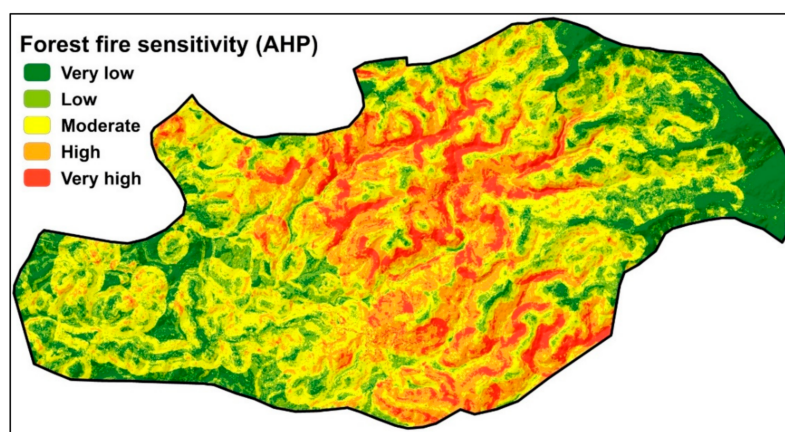 Forest fire sensitivity (AHP)
Very low
Low
Moderate
High
Very high